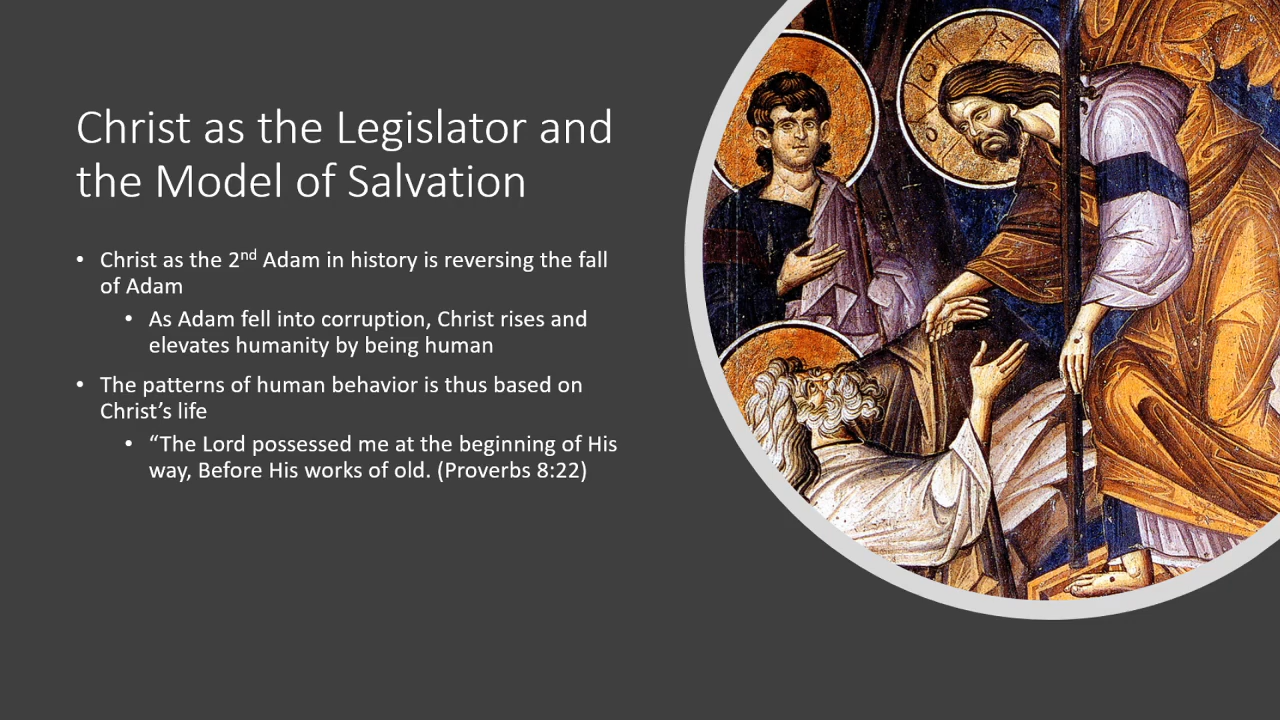 Christ as the Legislator and
the Model of Salvation
• Christ as the 2nd Adam in history is reversing the fall
of Adam
• As Adam fell into corruption, Christ rises and
elevates humanity by being human
• The patterns of human behavior is thus based on
Christ’s life
• “The Lord possessed me at the beginning of His
way, Before His works of old. (Proverbs 8:22)